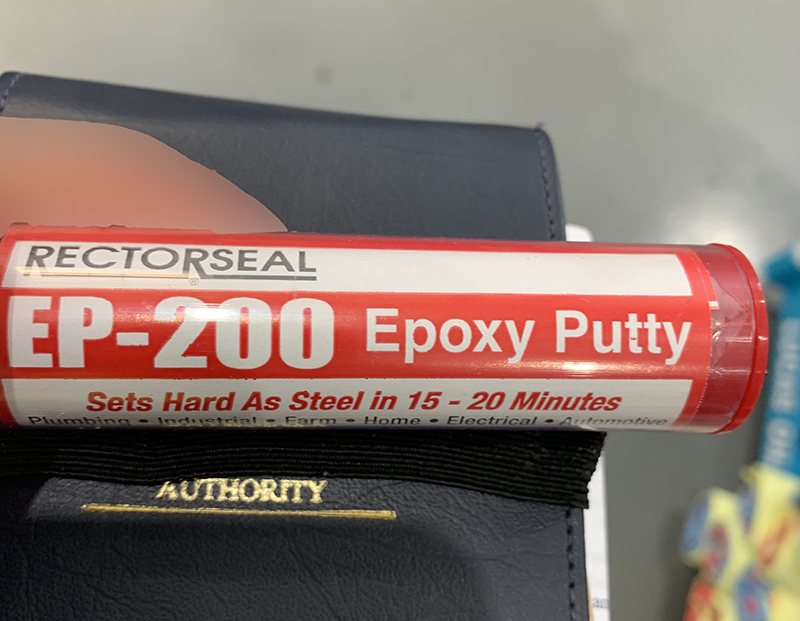 RECTORSEAL
®
EP-200 Epoxy Putty
Sets Hard As Steel in 15 - 20 Minutes
Plumbing • Industrial • Farm • Home • Electrical • Automotive
AUTHORITY